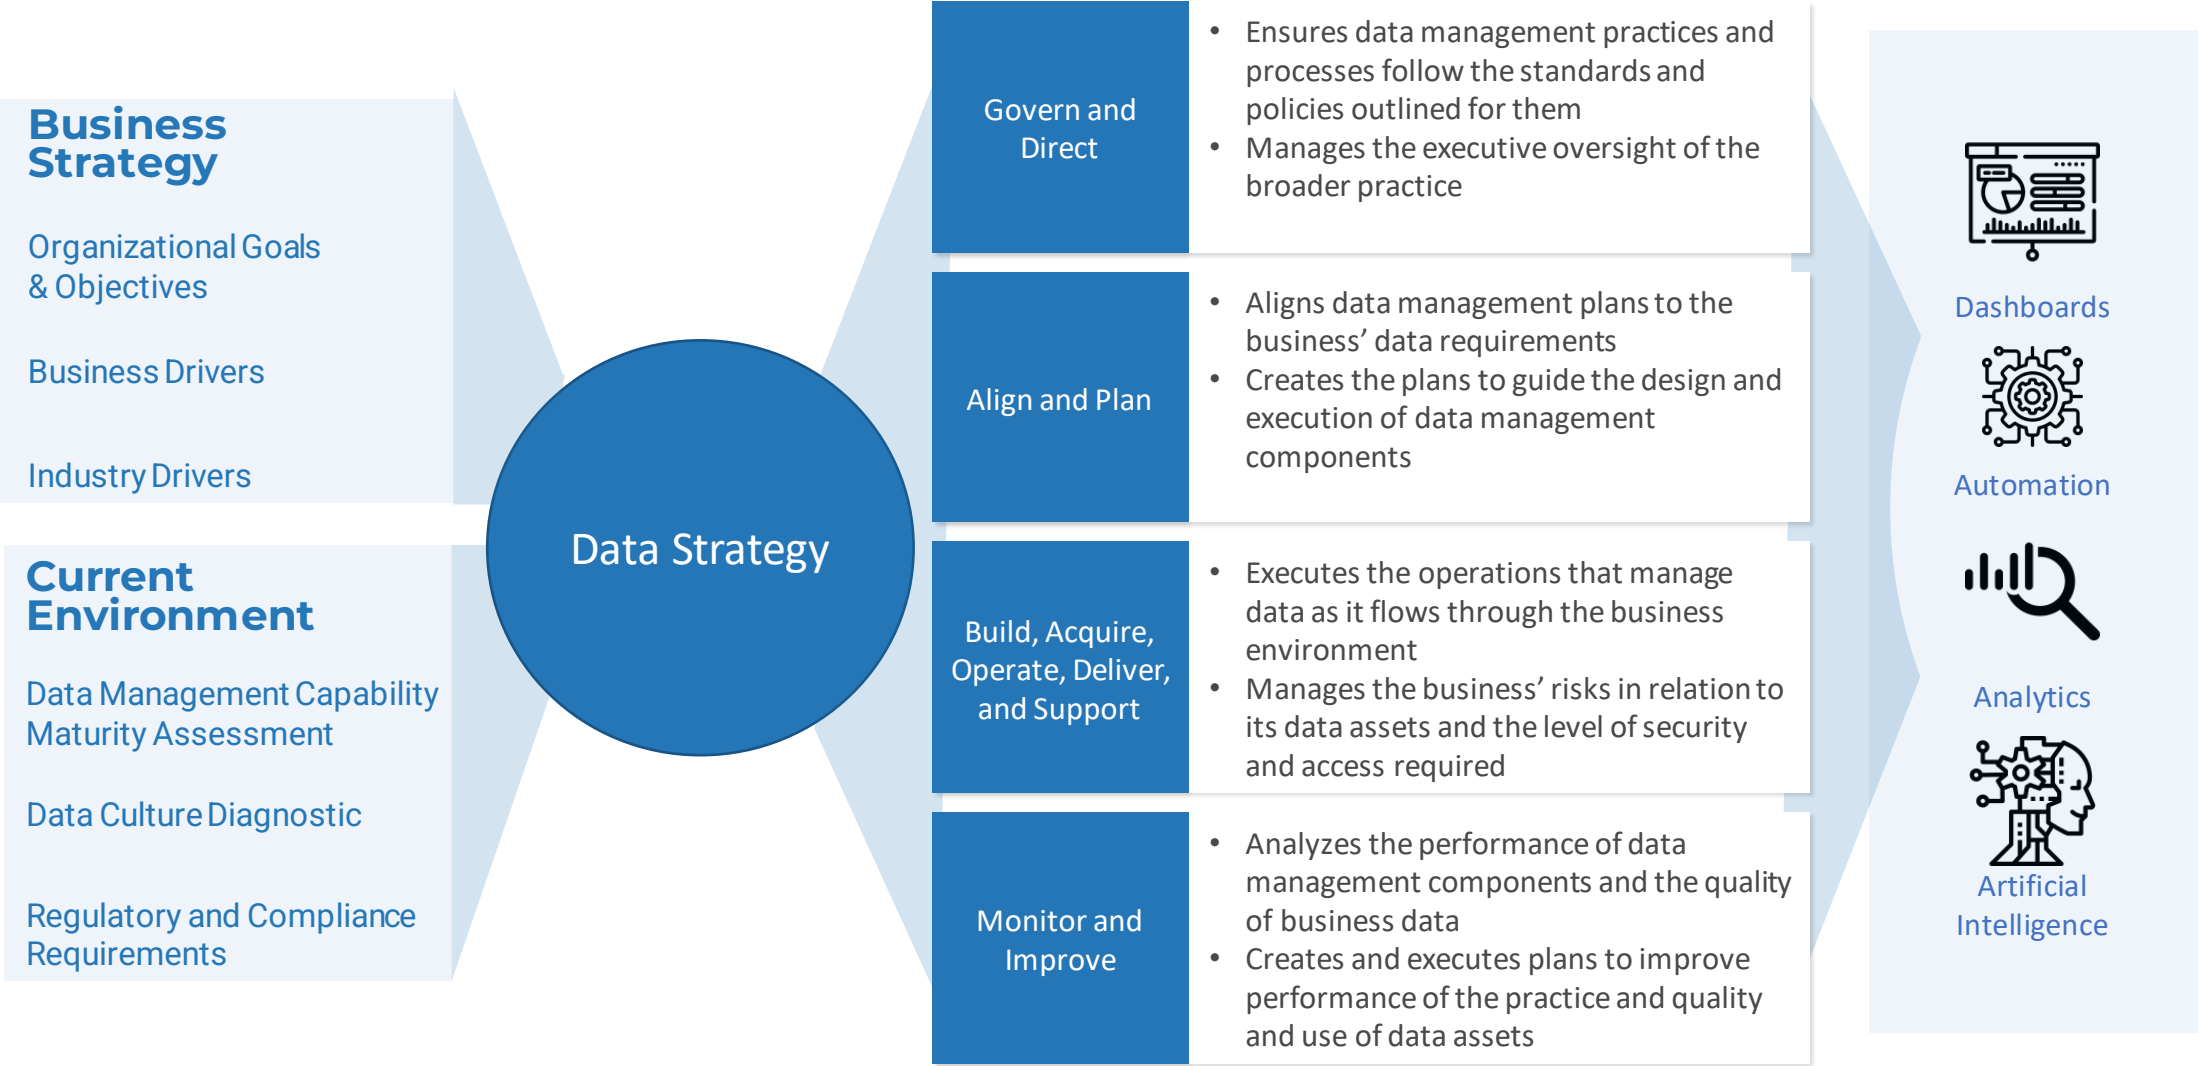 Business
Strategy
Organizational Goals
& Objectives
Business Drivers
Industry Drivers
Current
Environment
Data Management Capability
Maturity Assessment
Data Culture Diagnostic
Regulatory and Compliance
Requirements
Data Strategy
Govern and
Direct
• Ensures data management practices and
processes follow the standards and
policies outlined for them
• Manages the executive oversight of the
broader practice
Align and Plan
• Aligns data management plans to the
business’ data requirements
• Creates the plans to guide the design and
execution of data management
components
Build, Acquire,
Operate, Deliver,
and Support
• Executes the operations that manage
data as it flows through the business
environment
• Manages the business’ risks in relation to
its data assets and the level of security
and access required
Monitor and
Improve
• Analyzes the performance of data
management components and the quality
of business data
• Creates and executes plans to improve
performance of the practice and quality
and use of data assets
Dashboards
Automation
Analytics
Artificial
Intelligence